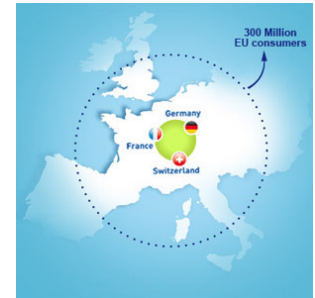 300 Million
EU consumers
Germany
France
Switzerland